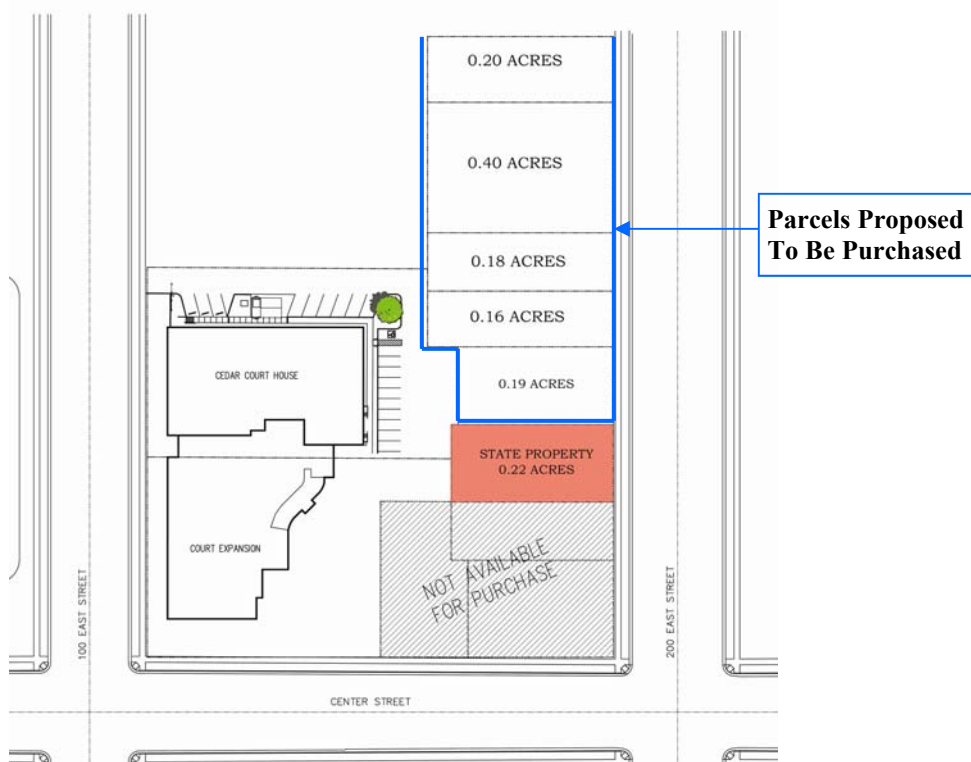 0.20 ACRES
0.40 ACRES
Parcels Proposed
To Be Purchased
0.18 ACRES
0.16 ACRES
CEDAR COURT HOUSE
0.19 ACRES
STATE PROPERTY
0.22 ACRES
COURT EXPANSION
NOT AVAILABLE
FOR PURCHASE
100 EAST STREET
200 EAST STREET
CENTER STREET